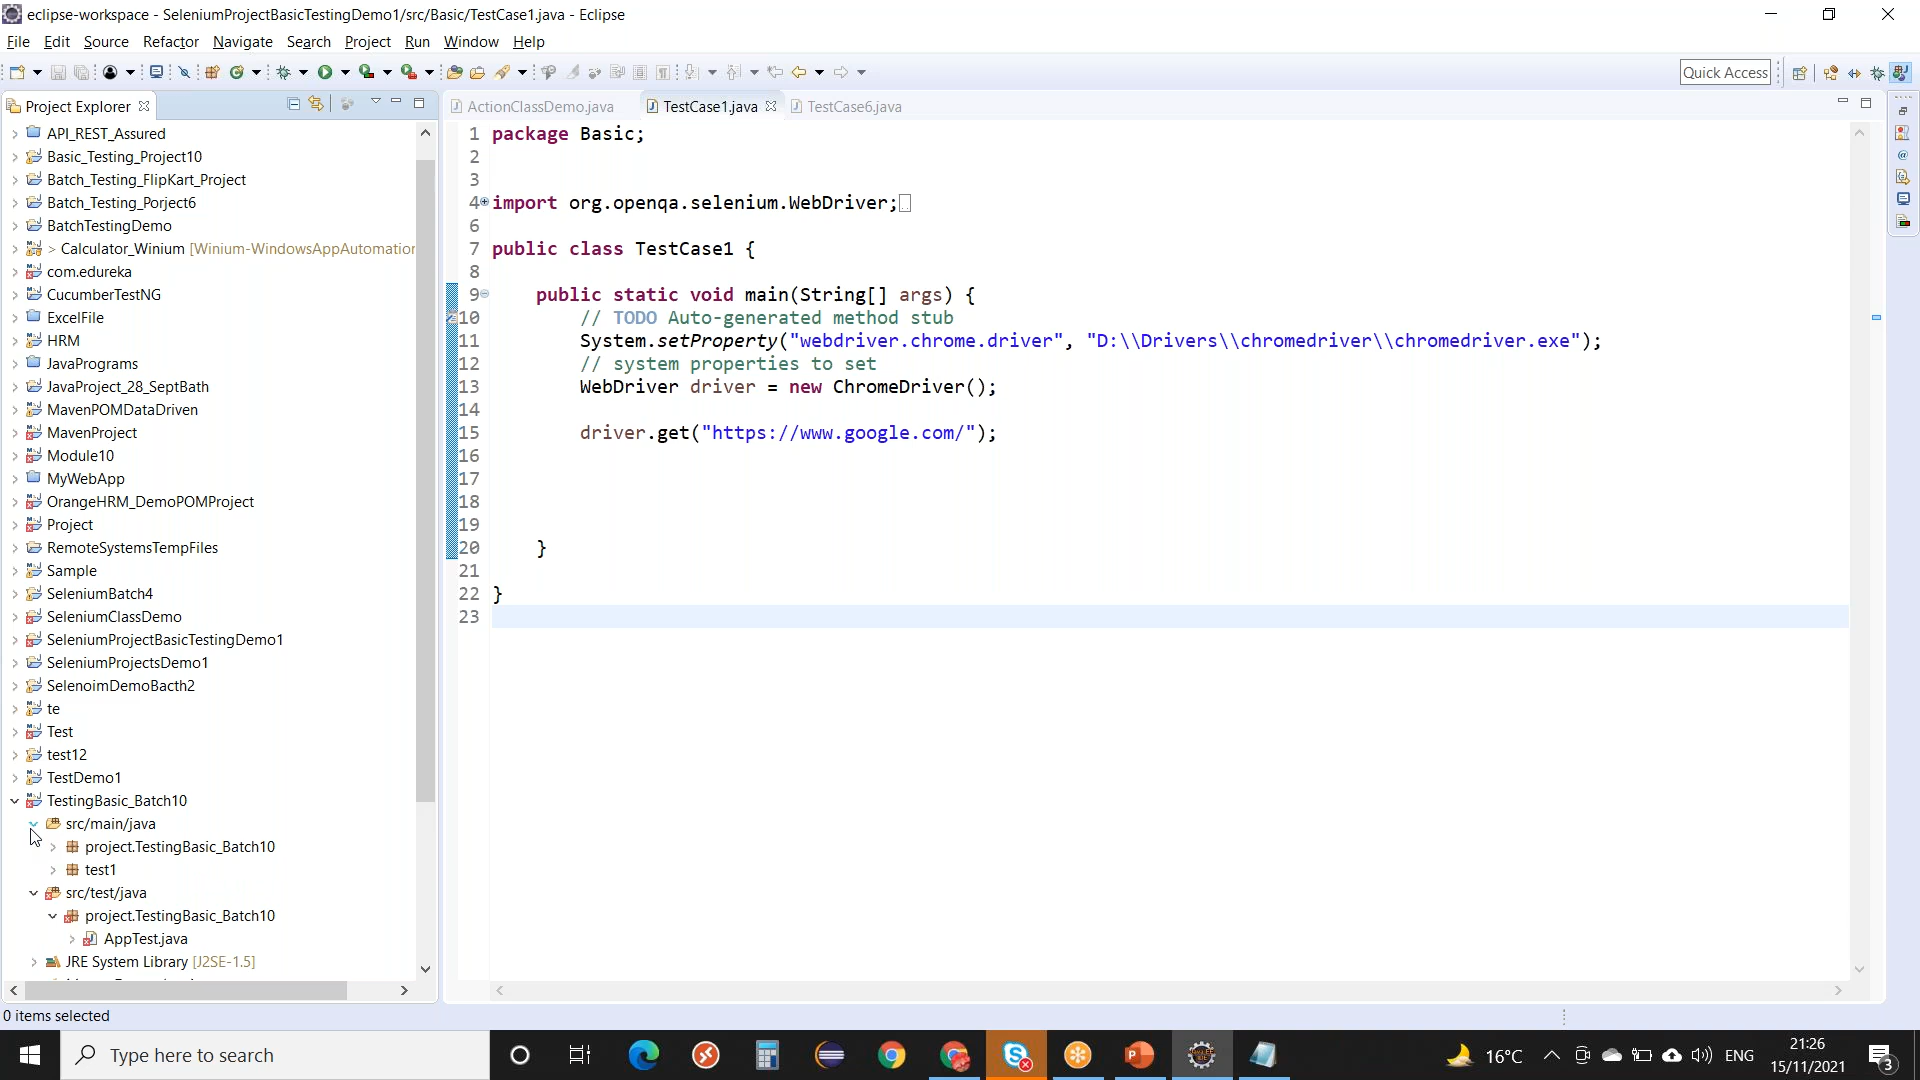 eclipse-workspace - SeleniumProjectBasicTestingDemo1/src/Basic/TestCase1.java - Eclipse
File Edit Source Refactor Navigate Search Project Run Window Help
Quick Access
Project Explorer
ActionClassDemo.java
TestCase1.java
TestCase6.java
API_REST_Assured
Basic_Testing_Project10
Batch_Testing_FlipKart_Project
Batch_Testing_Porject6
BatchTestingDemo
> Calculator_Winium [Winium-WindowsAppAutomation
com.edureka
CucumberTestNG
ExcelFile
HRM
JavaPrograms
JavaProject_28_SeptBath
MavenPOMDataDriven
MavenProject
Module10
MyWebApp
OrangeHRM_DemoPOMProject
Project
RemoteSystemsTempFiles
Sample
SeleniumBatch4
SeleniumClassDemo
SeleniumProjectBasicTestingDemo1
SeleniumProjectsDemo1
SelenoimDemoBacth2
te
Test
test12
TestDemo1
TestingBasic_Batch10
src/main/java
project.TestingBasic_Batch10
test1
src/test/java
project.TestingBasic_Batch10
AppTest.java
JRE System Library [J2SE-1.5]
1 package Basic;
2
3
4 import org.openqa.selenium.WebDriver;
6
7 public class TestCase1 {
8
9 public static void main(String[] args) {
10 // TODO Auto-generated method stub
11 System.setProperty("webdriver.chrome.driver", "D:\\Drivers\\chromedriver\\chromedriver.exe");
12 // system properties to set
13 WebDriver driver = new ChromeDriver();
14
15 driver.get("https://www.google.com/");
16
17
18
19
20 }
21
22 }
23
0 items selected
Type here to search
16°C
ENG
21:26
15/11/2021
3